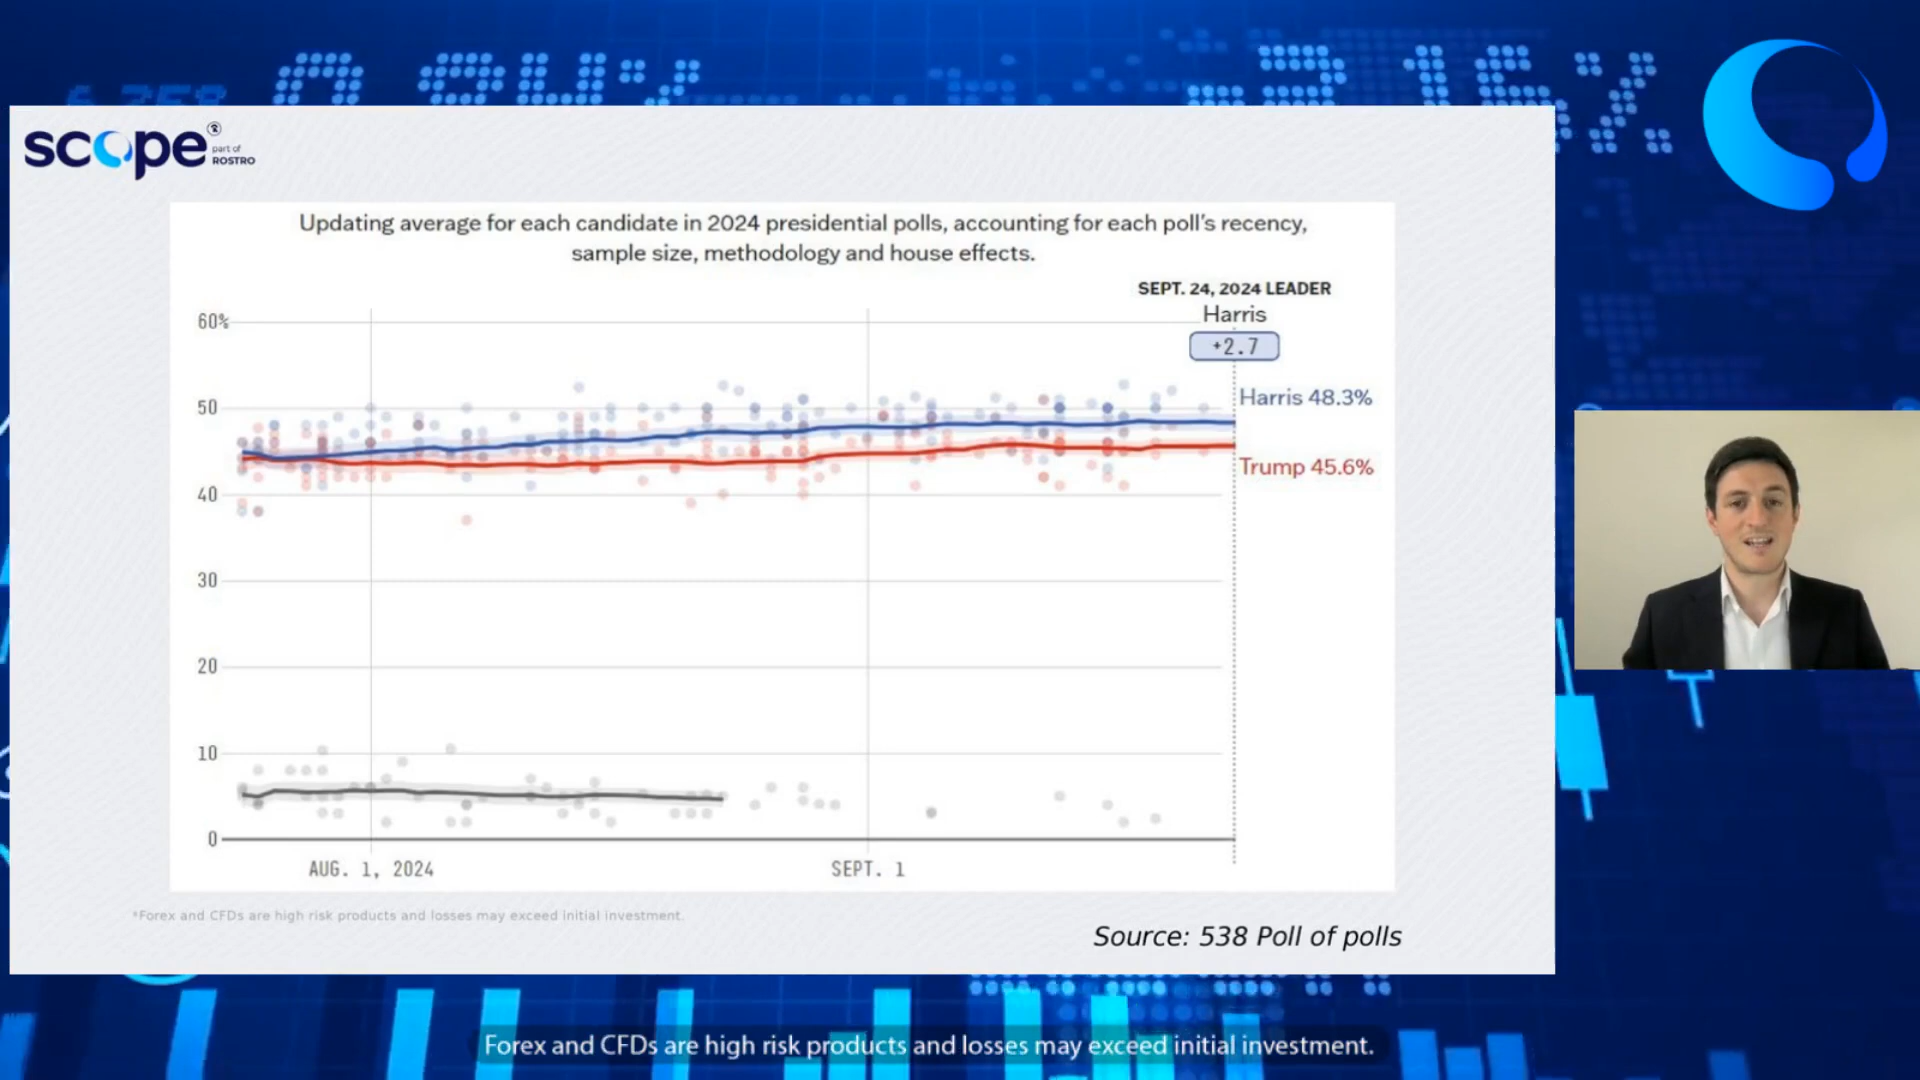 scope®
part of
ROSTRO
Updating average for each candidate in 2024 presidential polls, accounting for each poll's recency,
sample size, methodology and house effects.
SEPT. 24, 2024 LEADER
Harris
+2.7
60%
50
40
30
20
10
0
Harris 48.3%
Trump 45.6%
AUG. 1, 2024
SEPT. 1
*Forex and CFDs are high risk products and losses may exceed initial investment.
Source: 538 Poll of polls
Forex and CFDs are high risk products and losses may exceed initial investment.